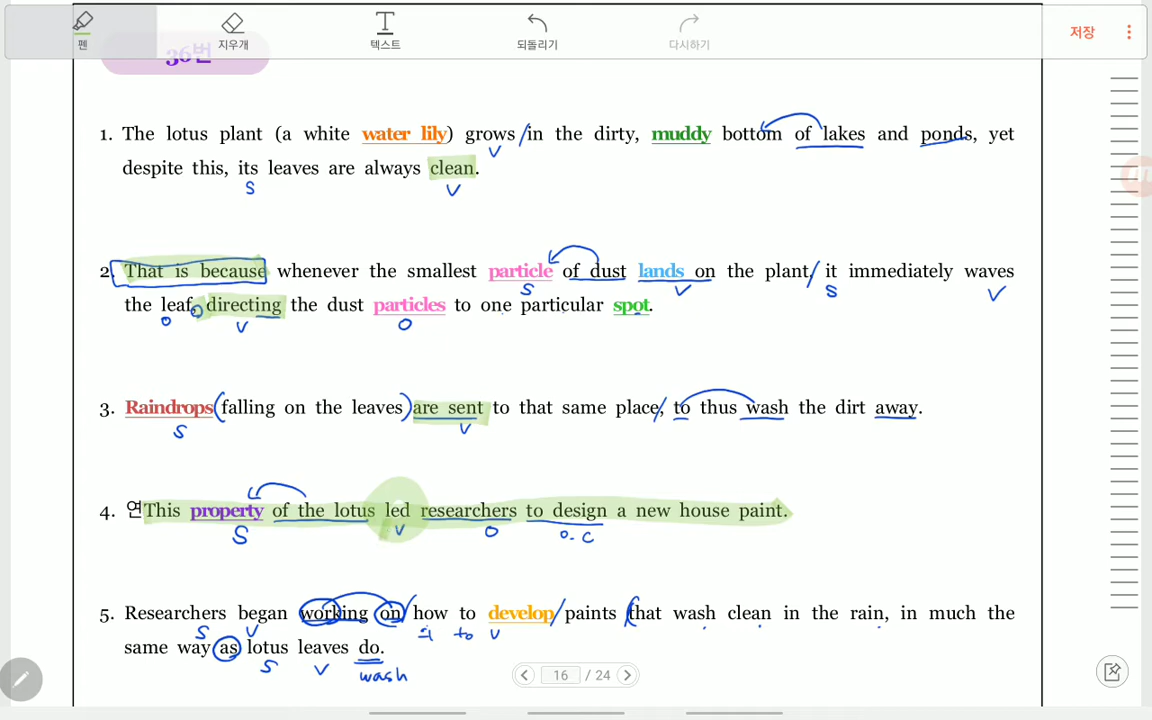 펜 지우개 텍스트 되돌리기 다시하기 저장
36번
1. The lotus plant (a white water lily) grows in the dirty, muddy bottom of lakes and ponds, yet
V
despite this, its leaves are always clean.
S V
2. That is because whenever the smallest particle of dust lands on the plant, it immediately waves
S V S V
the leaf, directing the dust particles to one particular spot.
O V O
3. Raindrops falling on the leaves are sent to that same place, to thus wash the dirt away.
S V
4. 연This property of the lotus led researchers to design a new house paint.
S V O O.C
5. Researchers began working on how to develop paints that wash clean in the rain, in much the
S V to V
same way as lotus leaves do.
S V wash
16 / 24